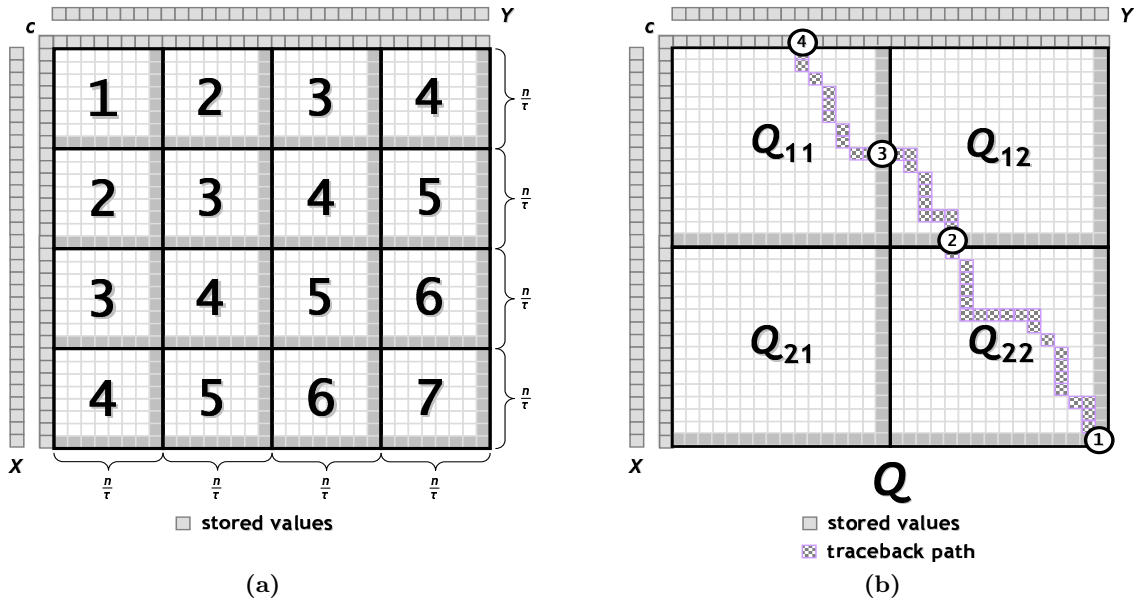 Y
c
1 2 3 4
n/τ
2 3 4 5
n/τ
3 4 5 6
n/τ
4 5 6 7
n/τ
X
n/τ n/τ n/τ n/τ
stored values
(a)
Y
c
4
Q11 3 Q12
2
Q21 Q22
1
X
Q
stored values
traceback path
(b)